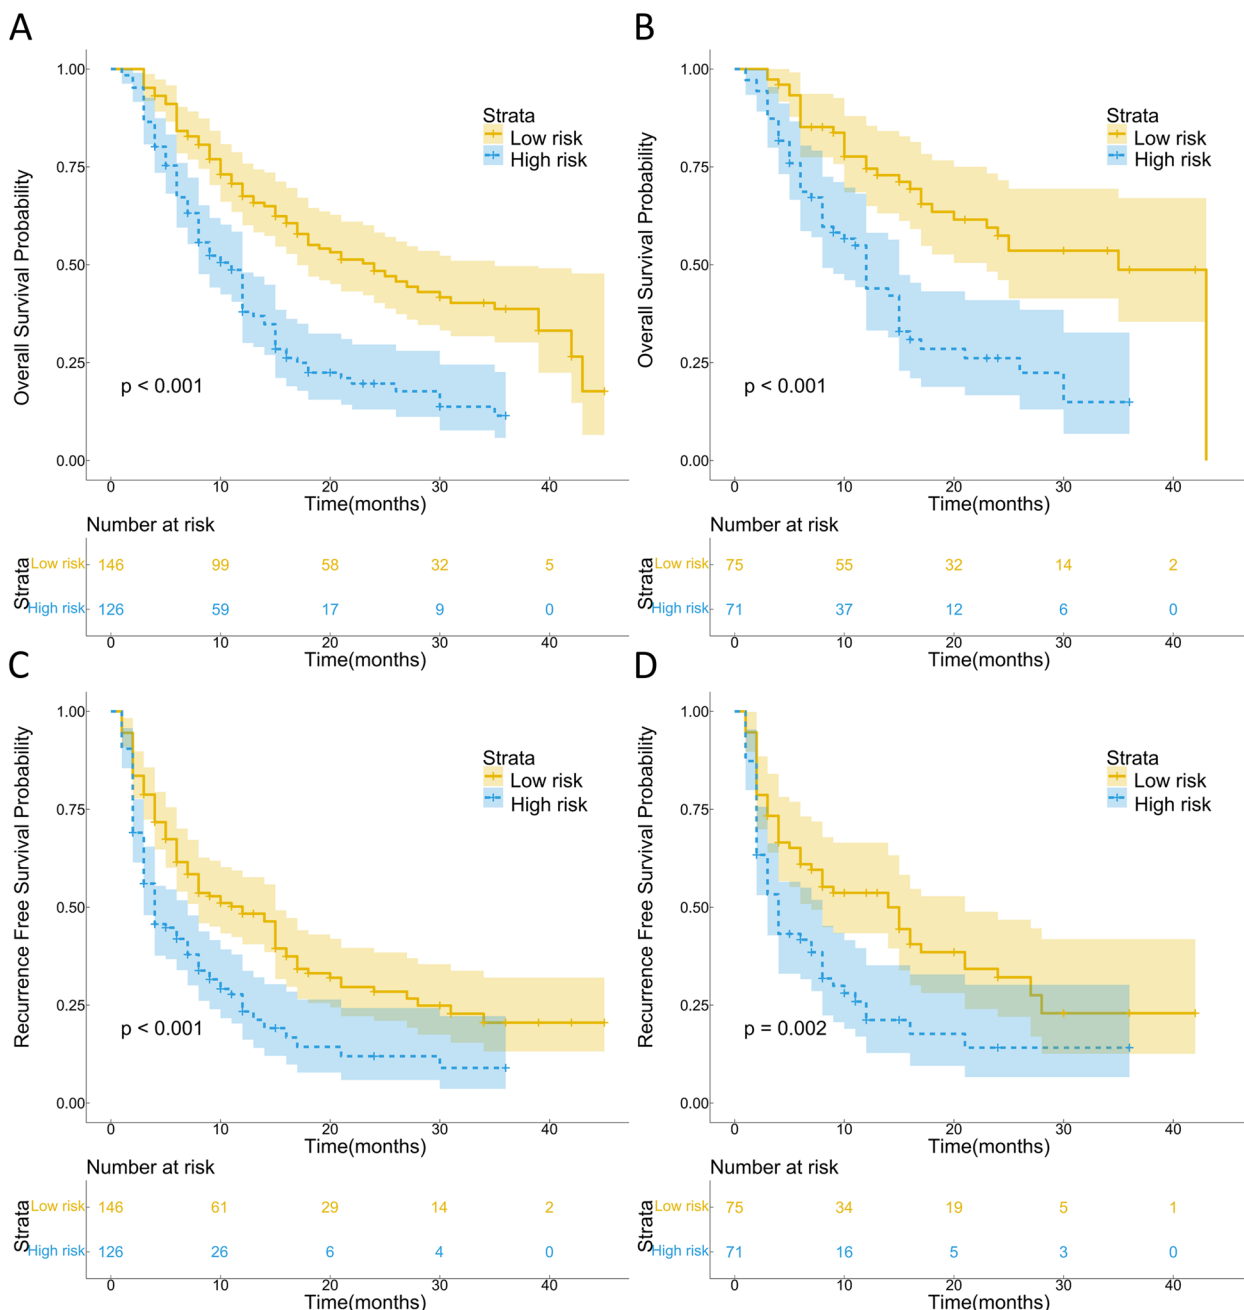 A
Overall Survival Probability
1.00
0.75
0.50
0.25
0.00
Strata
Low risk
High risk
p < 0.001
0 10 20 30 40
Time(months)
Number at risk
Strata
Low risk 146 99 58 32 5
High risk 126 59 17 9 0
0 10 20 30 40
Time(months)
B
Overall Survival Probability
1.00
0.75
0.50
0.25
0.00
Strata
Low risk
High risk
p < 0.001
0 10 20 30 40
Time(months)
Number at risk
Strata
Low risk 75 55 32 14 2
High risk 71 37 12 6 0
0 10 20 30 40
Time(months)
C
Recurrence Free Survival Probability
1.00
0.75
0.50
0.25
0.00
Strata
Low risk
High risk
p < 0.001
0 10 20 30 40
Time(months)
Number at risk
Strata
Low risk 146 61 29 14 2
High risk 126 26 6 4 0
0 10 20 30 40
Time(months)
D
Recurrence Free Survival Probability
1.00
0.75
0.50
0.25
0.00
Strata
Low risk
High risk
p = 0.002
0 10 20 30 40
Time(months)
Number at risk
Strata
Low risk 75 34 19 5 1
High risk 71 16 5 3 0
0 10 20 30 40
Time(months)